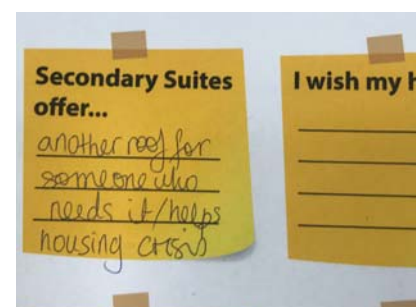 Secondary Suites
offer...
another roof for
someone who
needs it/helps
housing crisis
I wish my h